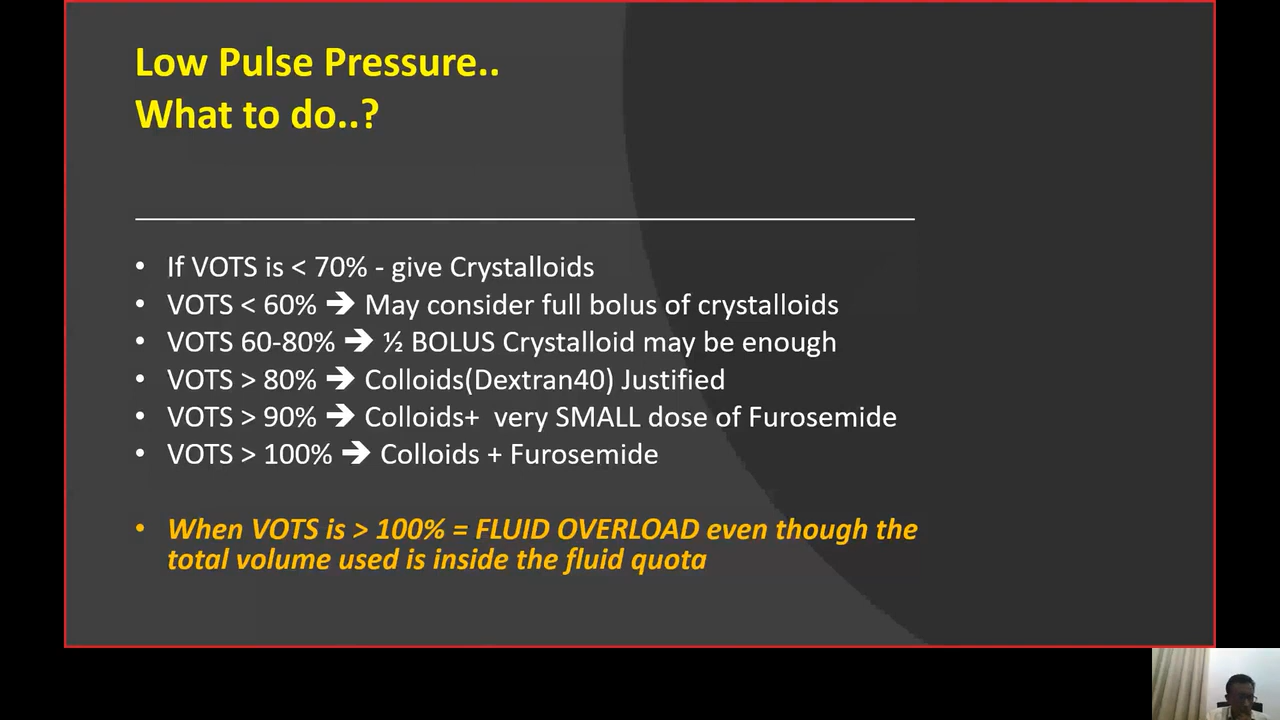 Low Pulse Pressure..
What to do..?
• If VOTS is < 70% - give Crystalloids
• VOTS < 60% 🡪 May consider full bolus of crystalloids
• VOTS 60-80% 🡪 ½ BOLUS Crystalloid may be enough
• VOTS > 80% 🡪 Colloids(Dextran40) Justified
• VOTS > 90% 🡪 Colloids+ very SMALL dose of Furosemide
• VOTS > 100% 🡪 Colloids + Furosemide
• When VOTS is > 100% = FLUID OVERLOAD even though the
total volume used is inside the fluid quota